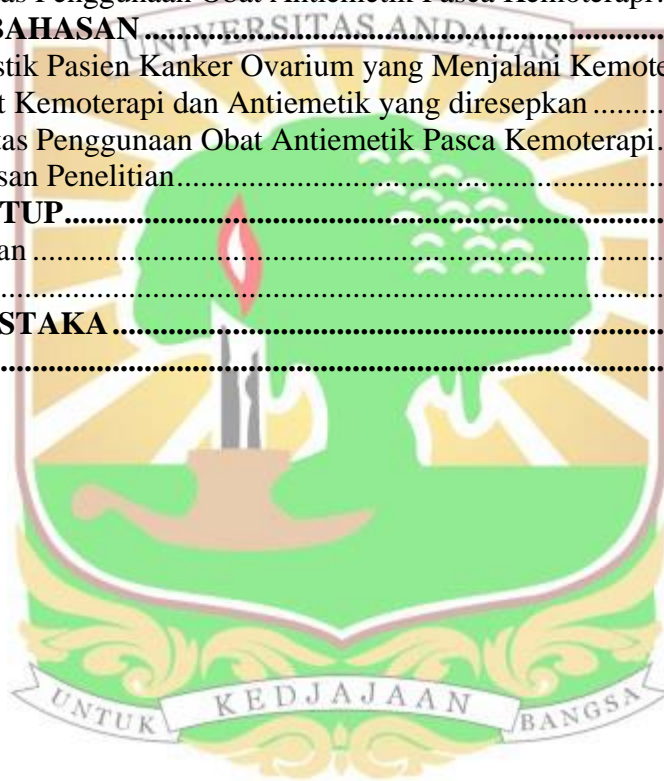 as Penggunaan Obat Antiemetik Pasca Kemoterapi.
BAHASAN........................................................
UNIVERSITAS ANDALAS
stik Pasien Kanker Ovarium yang Menjalani Kemote
t Kemoterapi dan Antiemetik yang diresepkan.........
tas Penggunaan Obat Antiemetik Pasca Kemoterapi..
san Penelitian........................................................
TUP........................................................
an........................................................
........................................................
STAKA........................................................
........................................................
UNTUK KEDJAJAAN BANGSA